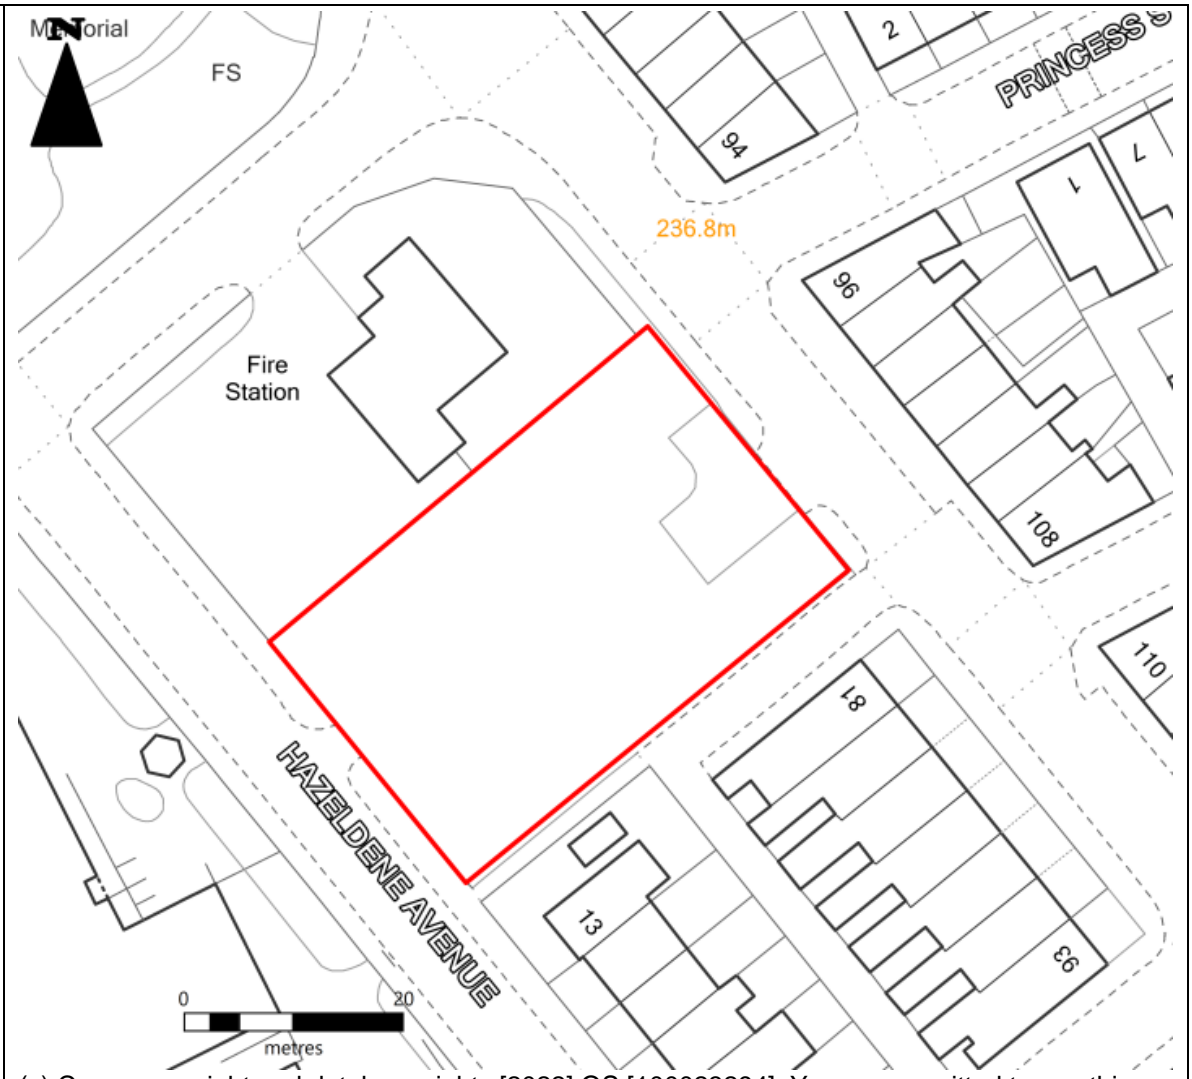 N
Memorial
FS
2
PRINCESS S
94
7
1
236.8m
96
Fire
Station
108
110
81
HAZELDENE AVENUE
13
93
0 20
metres